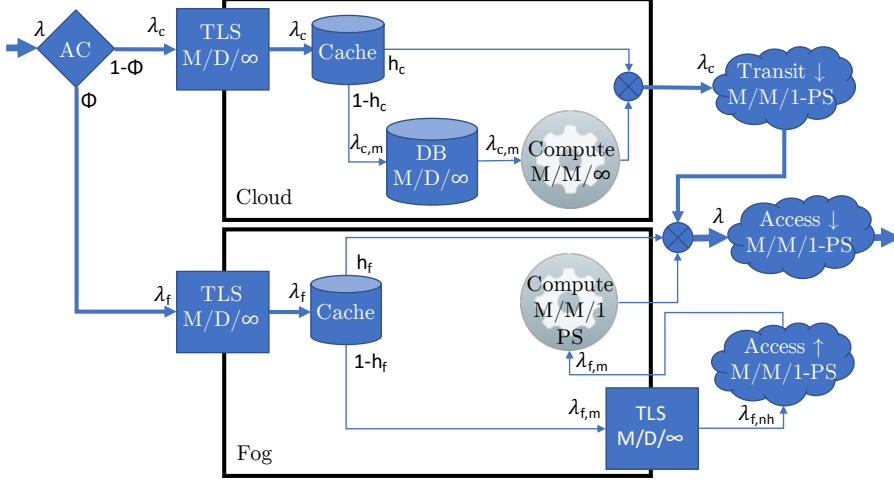 λ
AC
1-Φ
Φ
λc
TLS
M/D/∞
λc
Cache
hc
1-hc
λc,m
DB
M/D/∞
λc,m
Compute
M/M/∞
Cloud
λc
Transit ↓
M/M/1-PS
λ
Access ↓
M/M/1-PS
λf
TLS
M/D/∞
λf
Cache
hf
1-hf
Compute
M/M/1
PS
λf,m
Access ↑
M/M/1-PS
λf,m
TLS
M/D/∞
λf,nh
Fog